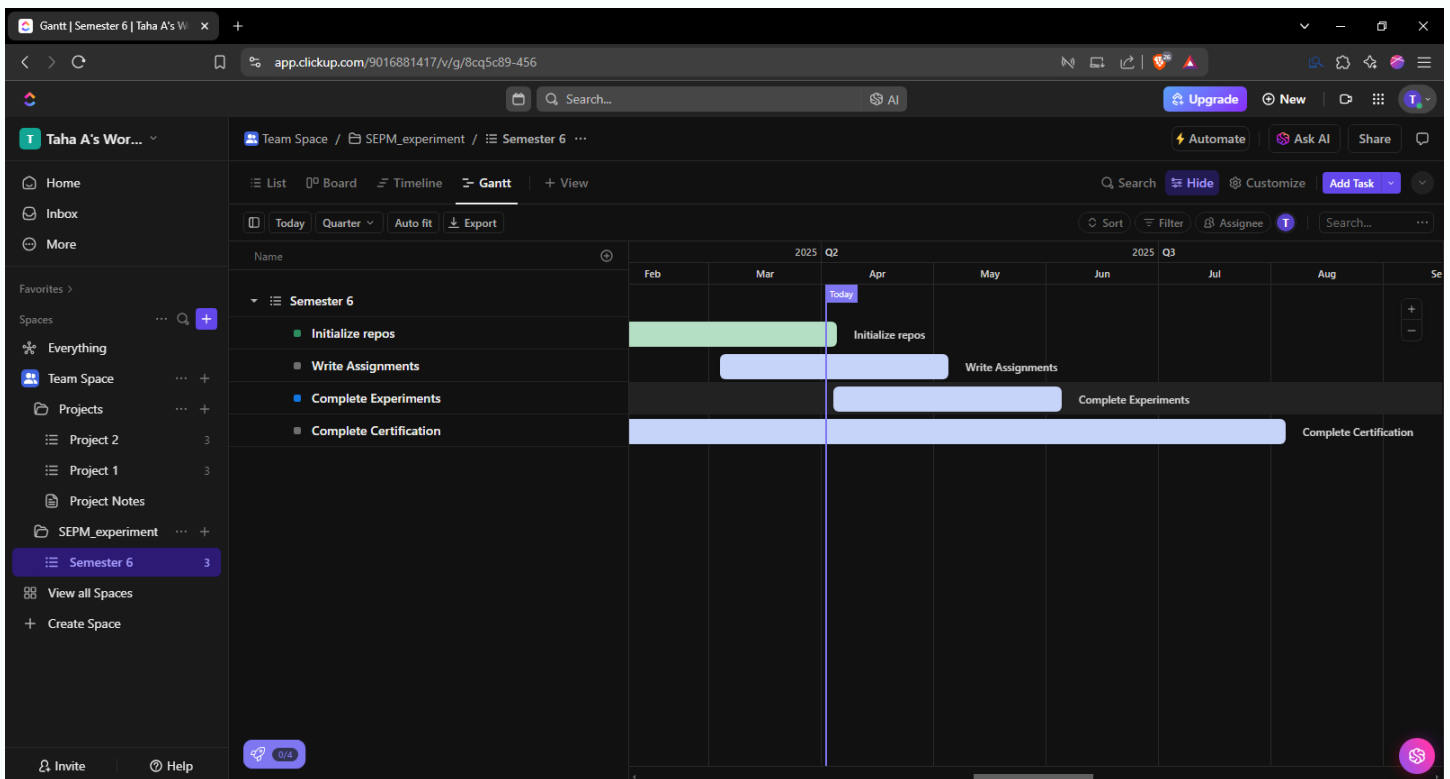 Gantt | Semester 6 | Taha A's W
app.clickup.com/9016881417/v/g/8cq5c89-456
26
Search...
AI
Upgrade
New
T
T Taha A's Wor...
Team Space / SEPM_experiment / Semester 6 ...
Automate
Ask AI
Share
Home
Inbox
More
List
Board
Timeline
Gantt
+ View
Search
Hide
Customize
Add Task
Today
Quarter
Auto fit
Export
Sort
Filter
Assignee
T
Search...
Favorites
Spaces
Everything
Team Space
Projects
Project 2 3
Project 1 3
Project Notes
SEPM_experiment
Semester 6 3
View all Spaces
Create Space
Invite
Help
Name
2025 Q2
2025 Q3
Feb Mar Apr May Jun Jul Aug Se
Today
Semester 6
Initialize repos
Initialize repos
Write Assignments
Write Assignments
Complete Experiments
Complete Experiments
Complete Certification
Complete Certification
0/4